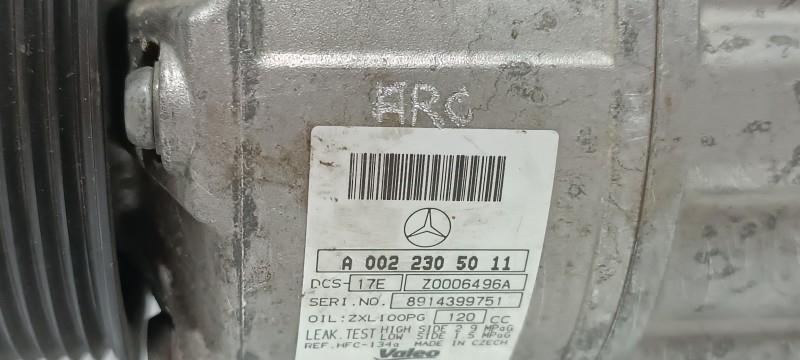 ARC
A 002 230 50 11
DCS- 17E Z0006496A
SERI.NO. 8914399751
OIL: ZXL100PG 120 CC
LEAK.TEST HIGH SIDE 2.9 MPaG
LOW SIDE 1.5 MPaG
REF.HFC-134a MADE IN CZECH
Valeo